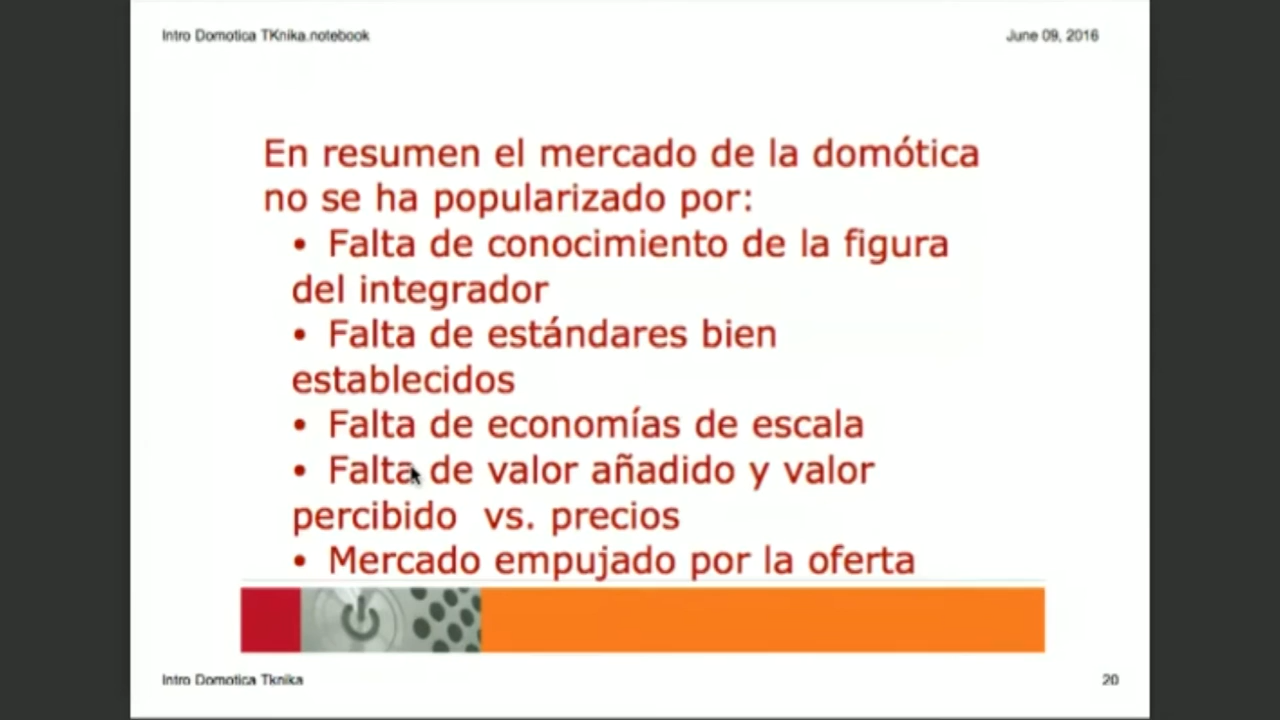 Intro Domotica TKnika.notebook
June 09, 2016
En resumen el mercado de la domótica
no se ha popularizado por:
• Falta de conocimiento de la figura
del integrador
• Falta de estándares bien
establecidos
• Falta de economías de escala
• Falta de valor añadido y valor
percibido vs. precios
• Mercado empujado por la oferta
Intro Domotica Tknika
20